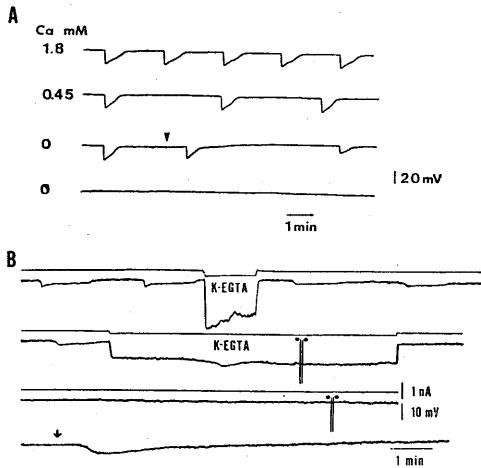 A
Ca mM
1.8
0.45
0
20 mV
0
1 min
B
K-EGTA
K-EGTA
1 nA
10 mV
1 min